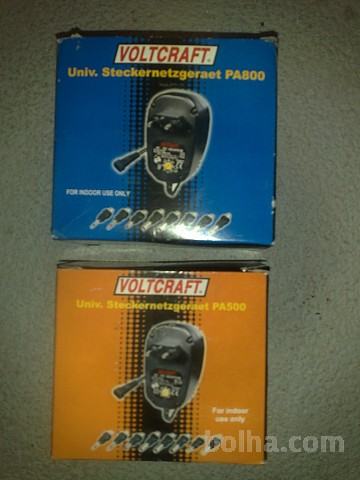 VOLTCRAFT®
Univ. Steckernetzgeraet PA800
FOR INDOOR USE ONLY
VOLTCRAFT®
Univ. Steckernetzgeraet PA500
For indoor
use only
bolha.com